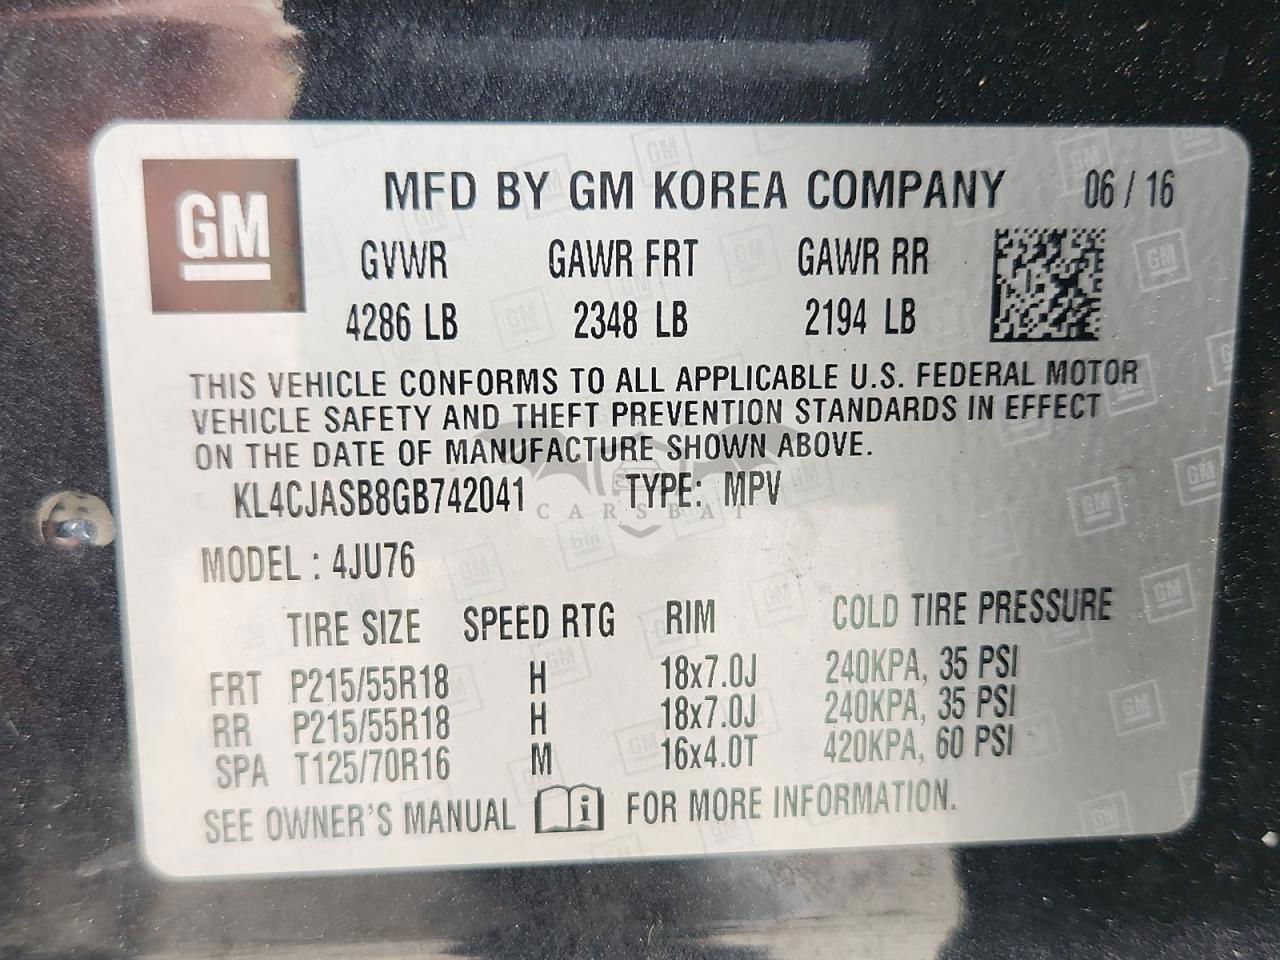 GM
MFD BY GM KOREA COMPANY 06 / 16
GVWR GAWR FRT GAWR RR
4286 LB 2348 LB 2194 LB
THIS VEHICLE CONFORMS TO ALL APPLICABLE U.S. FEDERAL MOTOR
VEHICLE SAFETY AND THEFT PREVENTION STANDARDS IN EFFECT
ON THE DATE OF MANUFACTURE SHOWN ABOVE.
KL4CJASB8GB742041 TYPE: MPV
CARSBAT
MODEL : 4JU76
TIRE SIZE SPEED RTG RIM COLD TIRE PRESSURE
FRT P215/55R18 H 18x7.0J 240KPA, 35 PSI
RR P215/55R18 H 18x7.0J 240KPA, 35 PSI
SPA T125/70R16 M 16x4.0T 420KPA, 60 PSI
SEE OWNER'S MANUAL i FOR MORE INFORMATION.